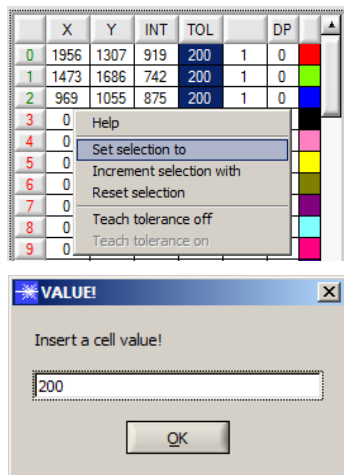 X Y INT TOL DP
0 1956 1307 919 200 1 0
1 1473 1686 742 200 1 0
2 969 1055 875 200 1 0
3 0 Help
4 0 Set selection to
5 0 Increment selection with
6 0 Reset selection
7 0
8 0 Teach tolerance off
9 0 Teach tolerance on
VALUE!
Insert a cell value!
200
OK